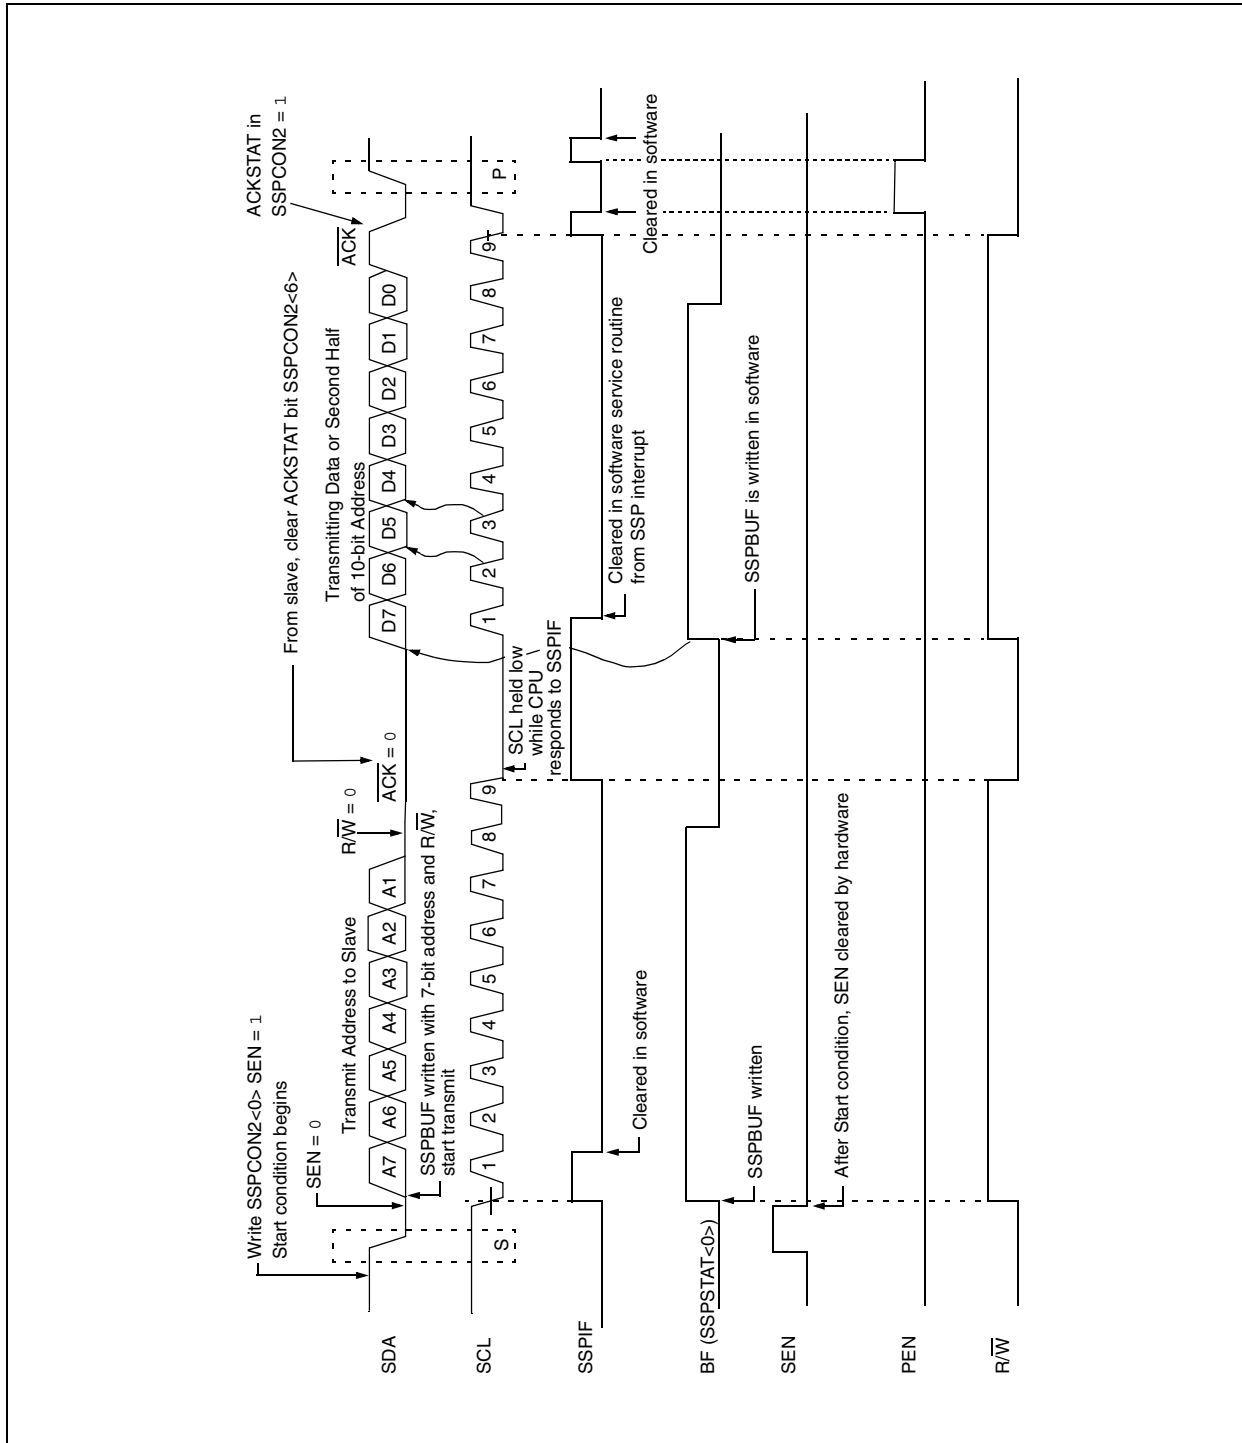 Write SSPCON2<0> SEN = 1
Start condition begins
SEN = 0
Transmit Address to Slave
R/W = 0
From slave, clear ACKSTAT bit SSPCON2<6>
ACK = 0
Transmitting Data or Second Half
of 10-bit Address
ACKSTAT in
SSPCON2 = 1
ACK
SDA
A7 A6 A5 A4 A3 A2 A1
D7 D6 D5 D4 D3 D2 D1 D0
SSPBUF written with 7-bit address and R/W,
start transmit
SCL
S
1 2 3 4 5 6 7 8 9
1 2 3 4 5 6 7 8 9
P
SCL held low
while CPU
responds to SSPIF
SSPIF
Cleared in software
Cleared in software service routine
from SSP interrupt
Cleared in software
Cleared in software
BF (SSPSTAT<0>)
SSPBUF written
SSPBUF is written in software
SEN
After Start condition, SEN cleared by hardware
PEN
R/W